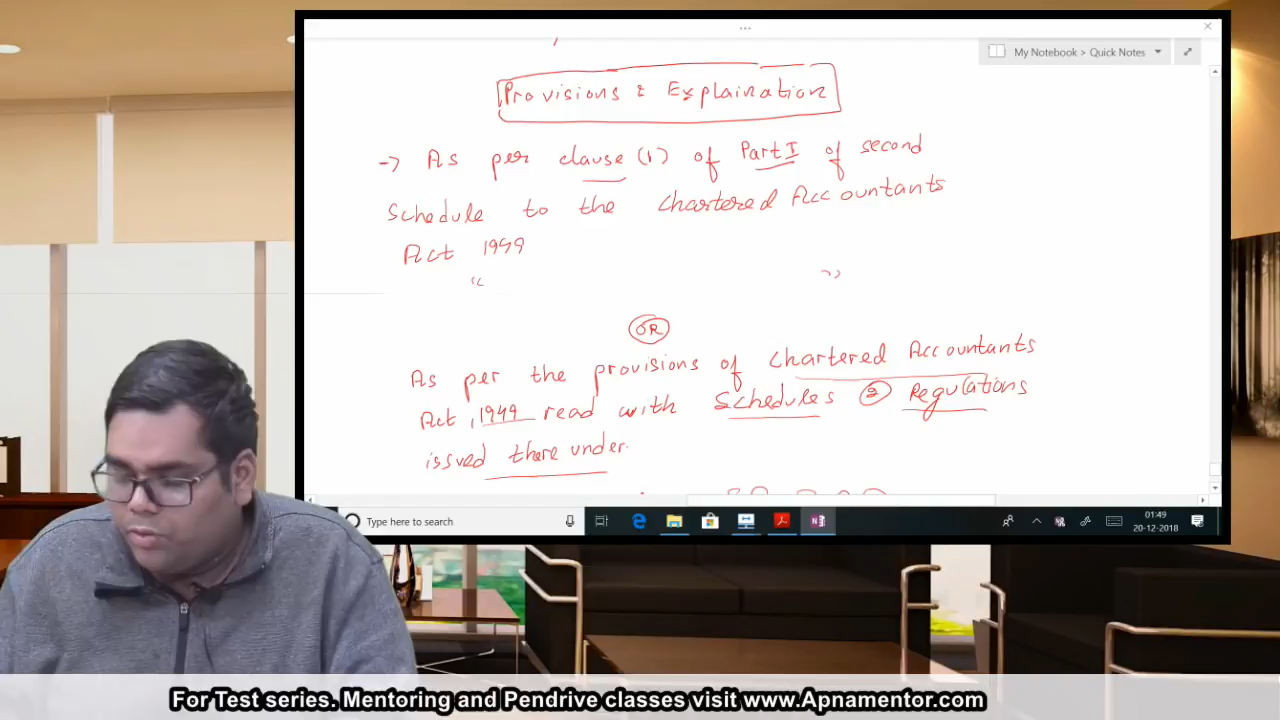 My Notebook > Quick Notes
Provisions & Explaination
-> As per clause (1) of Part I of second
Schedule to the Chartered Accountants
Act 1949
" "
OR
As per the provisions of Chartered Accountants
Act, 1949 read with Schedules & Regulations
issued there under.
Type here to search
01:49
20-12-2018
For Test series. Mentoring and Pendrive classes visit www.Apnamentor.com